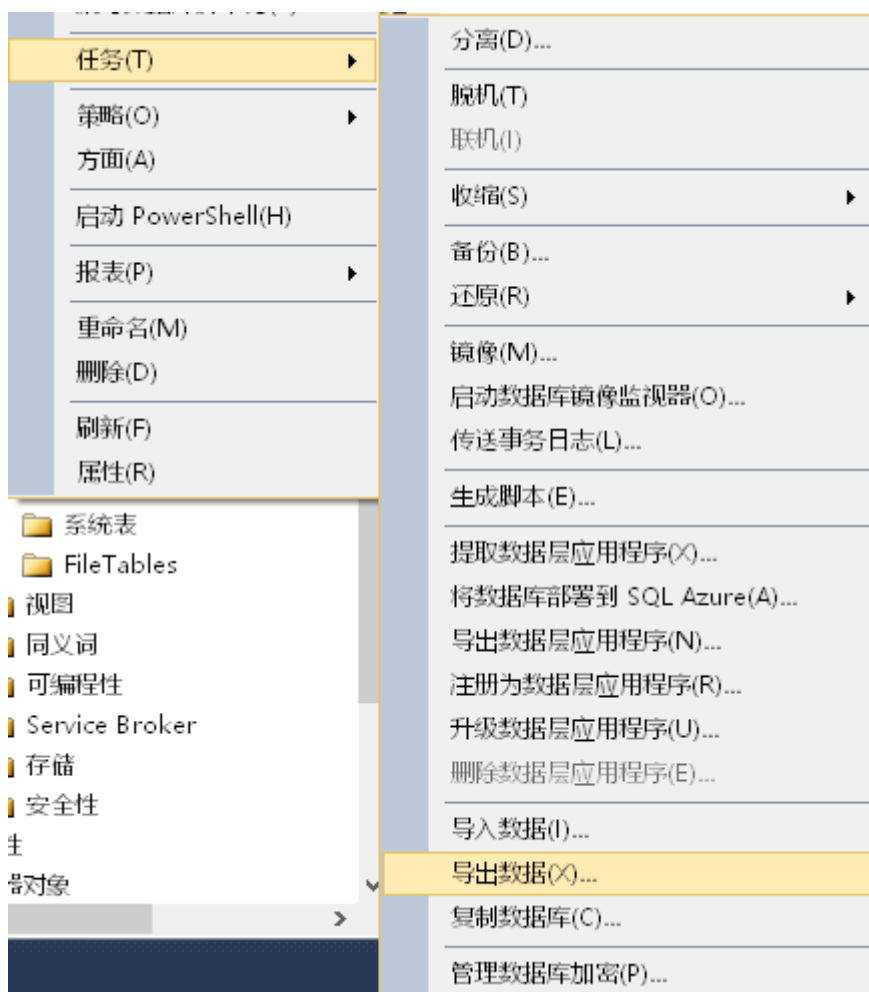 任务(T)
策略(O)
方面(A)
启动 PowerShell(H)
报表(P)
重命名(M)
删除(D)
刷新(F)
属性(R)
系统表
FileTables
视图
同义词
可编程性
Service Broker
存储
安全性
性
器对象
分离(D)...
脱机(T)
联机(I)
收缩(S)
备份(B)...
还原(R)
镜像(M)...
启动数据库镜像监视器(O)...
传送事务日志(L)...
生成脚本(E)...
提取数据层应用程序(X)...
将数据库部署到 SQL Azure(A)...
导出数据层应用程序(N)...
注册为数据层应用程序(R)...
升级数据层应用程序(U)...
删除数据层应用程序(E)...
导入数据(I)...
导出数据(X)...
复制数据库(C)...
管理数据库加密(P)...